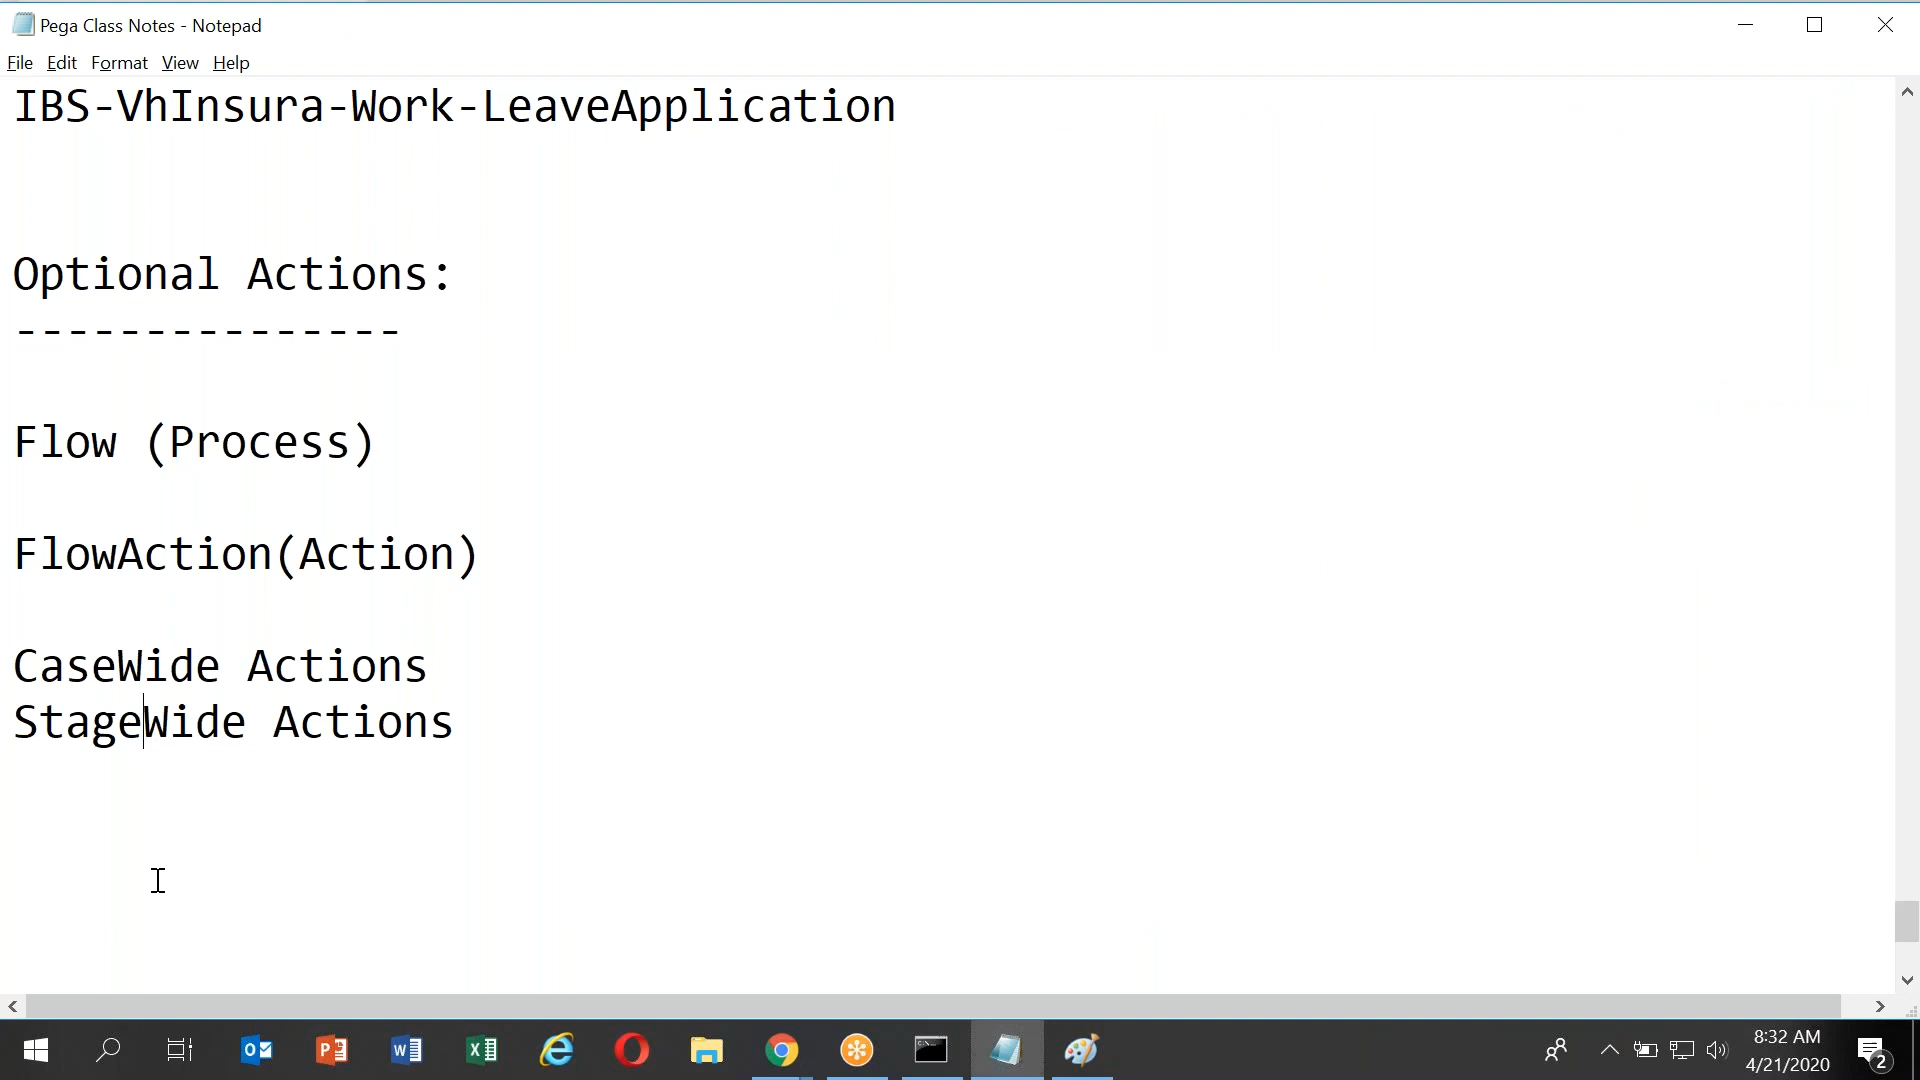 Pega Class Notes - Notepad
File Edit Format View Help
IBS-VhInsura-Work-LeaveApplication
Optional Actions:
---------------
Flow (Process)
FlowAction(Action)
CaseWide Actions
StageWide Actions
8:32 AM
4/21/2020
2